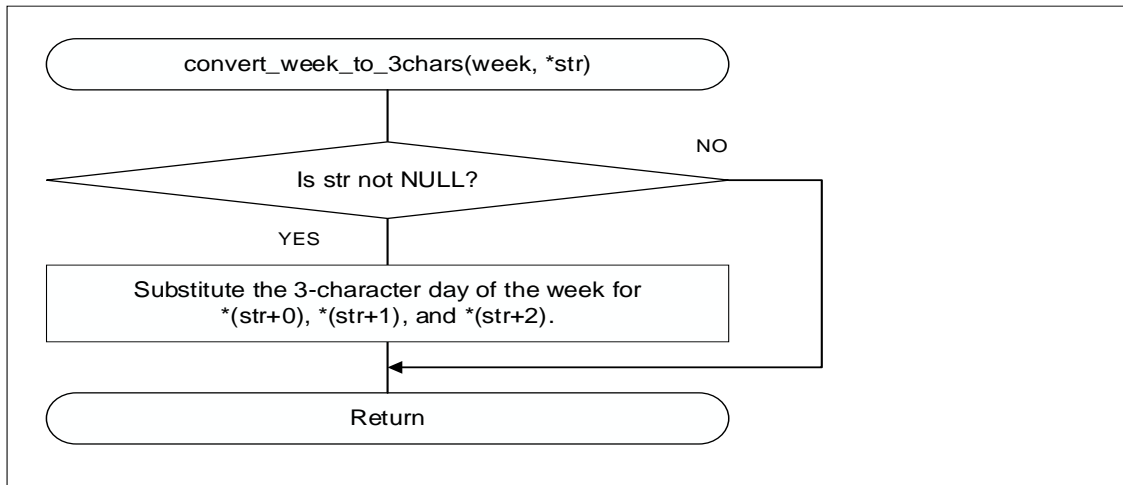 convert_week_to_3chars(week, *str)
NO
Is str not NULL?
YES
Substitute the 3-character day of the week for
*(str+0), *(str+1), and *(str+2).
Return